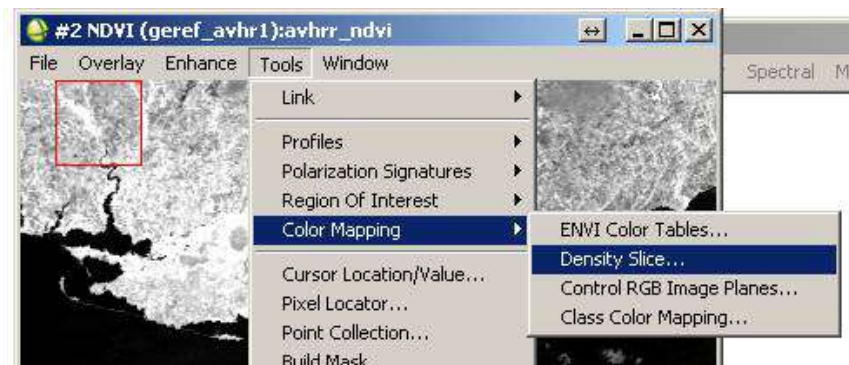 #2 NDVI (geref_avhr1):avhrr_ndvi
File Overlay Enhance Tools Window
Spectral M
Link
Profiles
Polarization Signatures
Region Of Interest
Color Mapping
ENVI Color Tables...
Density Slice...
Cursor Location/Value...
Control RGB Image Planes...
Pixel Locator...
Class Color Mapping...
Point Collection...
Build Mask